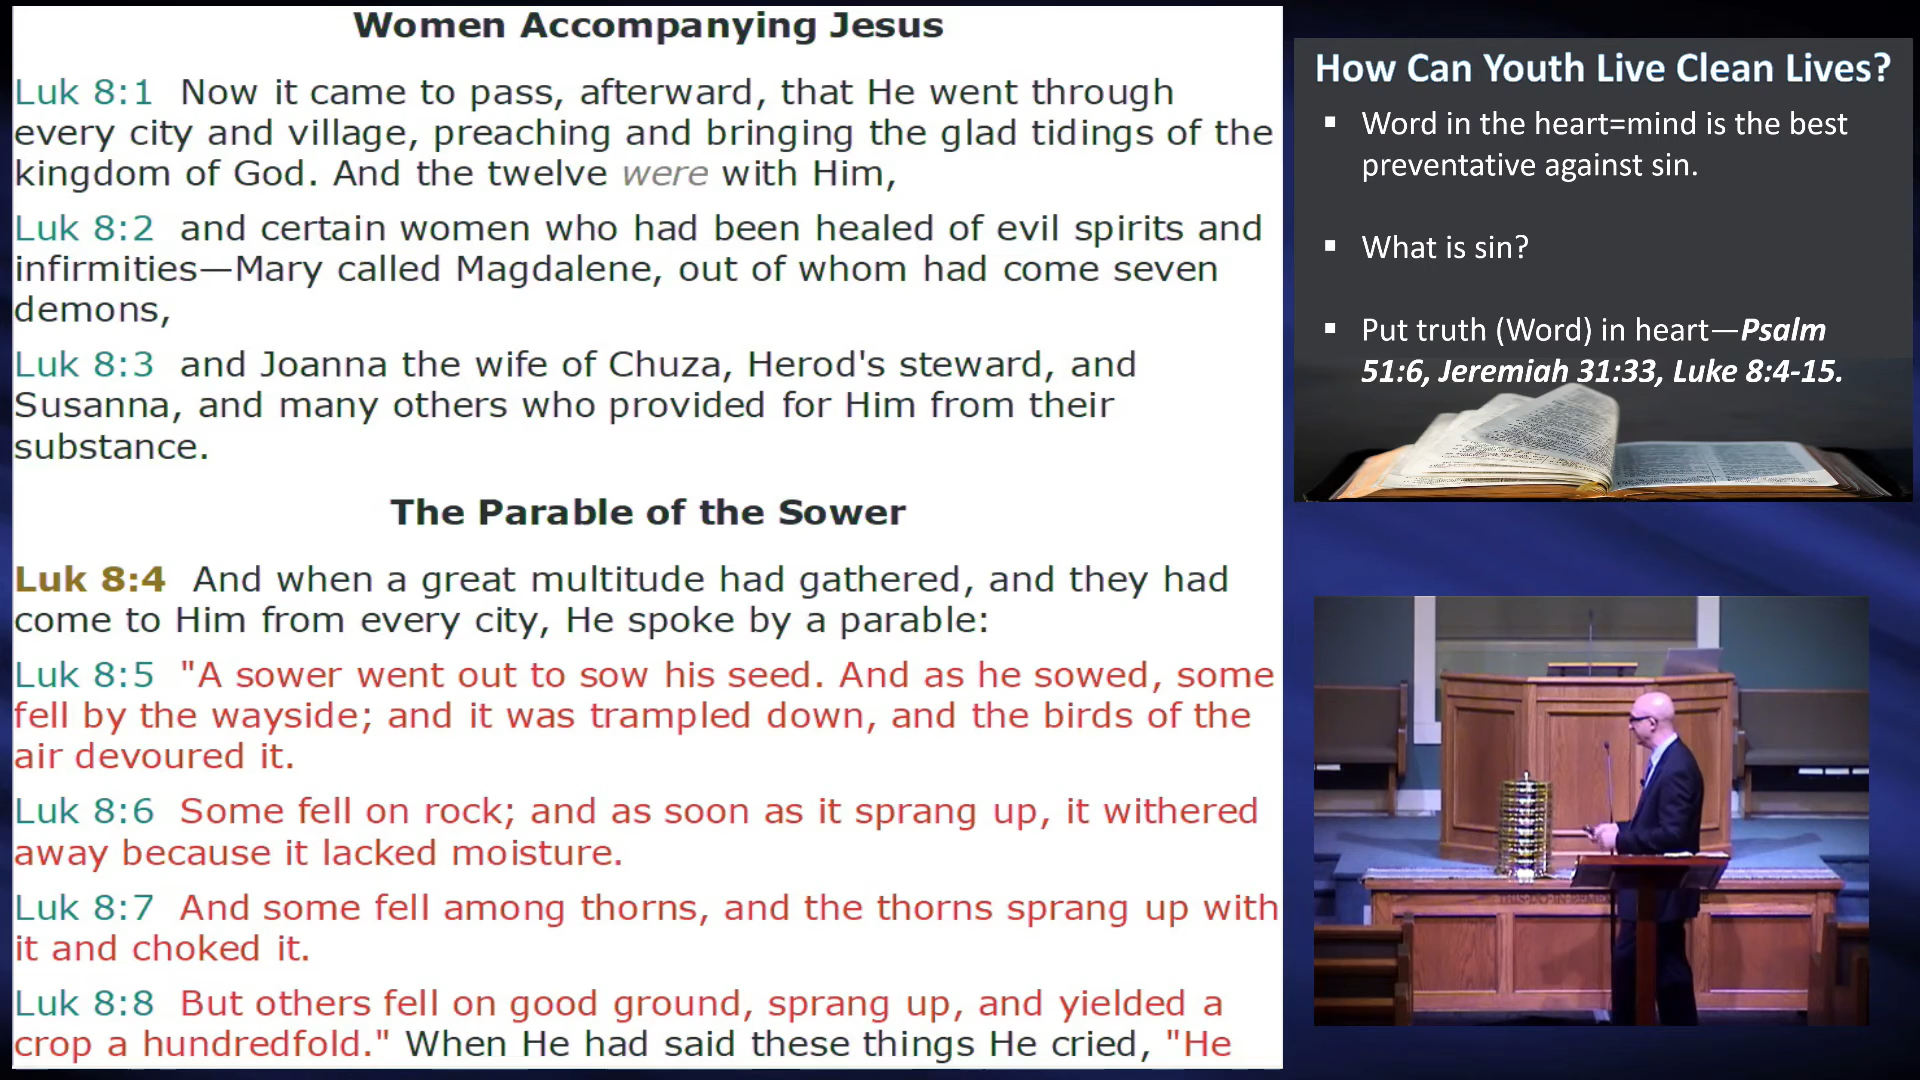 Women Accompanying Jesus
Luk 8:1 Now it came to pass, afterward, that He went through
every city and village, preaching and bringing the glad tidings of the
kingdom of God. And the twelve were with Him,
Luk 8:2 and certain women who had been healed of evil spirits and
infirmities—Mary called Magdalene, out of whom had come seven
demons,
Luk 8:3 and Joanna the wife of Chuza, Herod's steward, and
Susanna, and many others who provided for Him from their
substance.
The Parable of the Sower
Luk 8:4 And when a great multitude had gathered, and they had
come to Him from every city, He spoke by a parable:
Luk 8:5 "A sower went out to sow his seed. And as he sowed, some
fell by the wayside; and it was trampled down, and the birds of the
air devoured it.
Luk 8:6 Some fell on rock; and as soon as it sprang up, it withered
away because it lacked moisture.
Luk 8:7 And some fell among thorns, and the thorns sprang up with
it and choked it.
Luk 8:8 But others fell on good ground, sprang up, and yielded a
crop a hundredfold." When He had said these things He cried, "He
How Can Youth Live Clean Lives?
▪ Word in the heart=mind is the best
preventative against sin.
▪ What is sin?
▪ Put truth (Word) in heart—Psalm
51:6, Jeremiah 31:33, Luke 8:4-15.
THIS DO IN